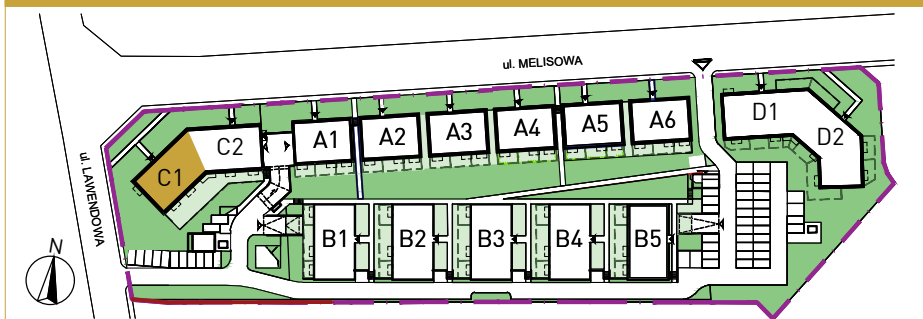 ul. MELISOWA
ul. LAWENDOWA
C1
C2
A1
A2
A3
A4
A5
A6
D1
D2
B1
B2
B3
B4
B5
N